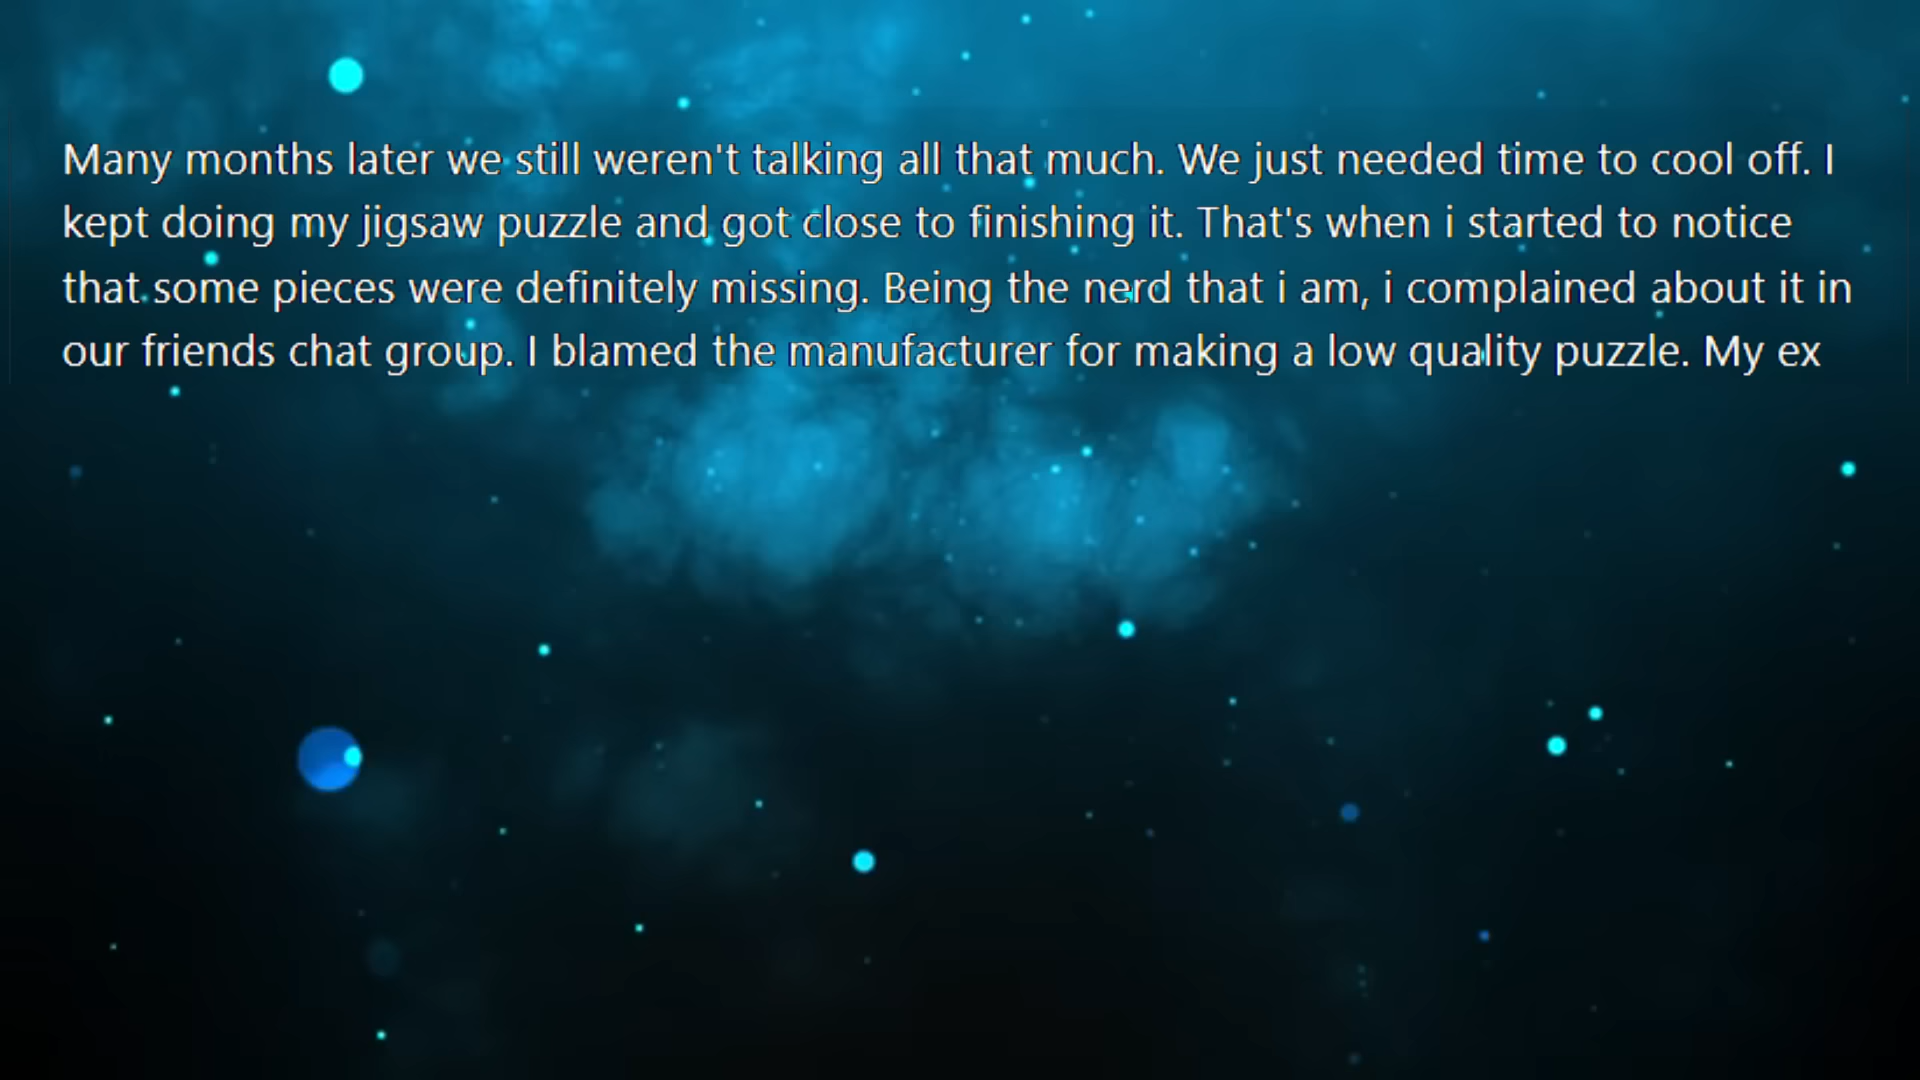 Many months later we still weren't talking all that much. We just needed time to cool off. I
kept doing my jigsaw puzzle and got close to finishing it. That's when i started to notice
that some pieces were definitely missing. Being the nerd that i am, i complained about it in
our friends chat group. I blamed the manufacturer for making a low quality puzzle. My ex